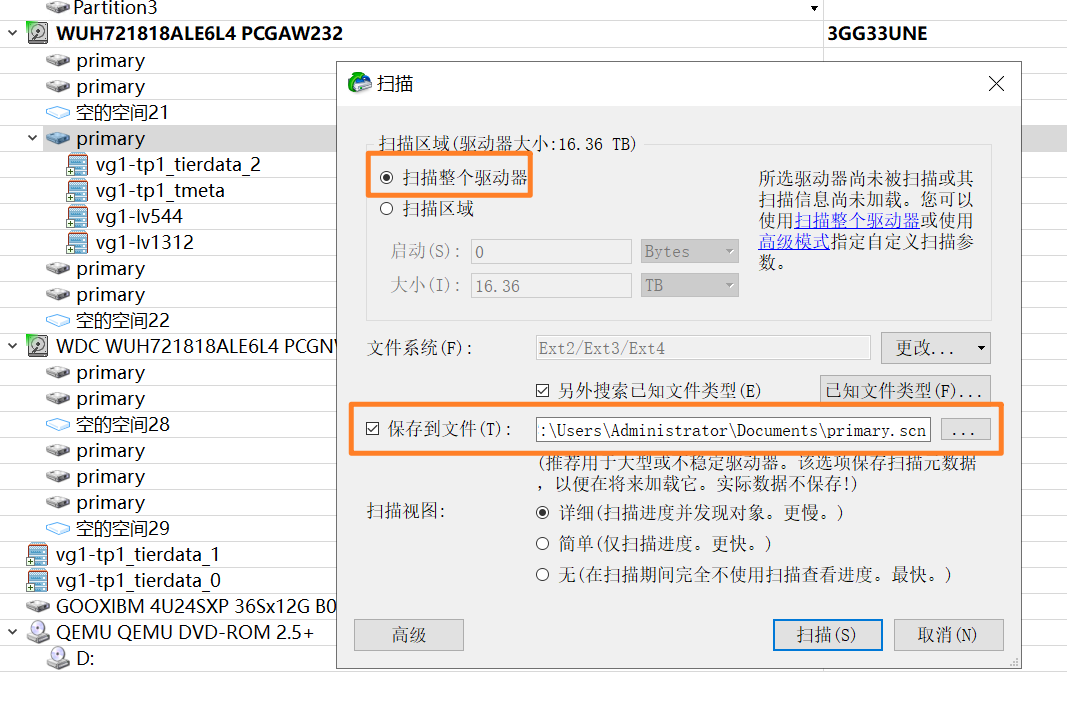 Partition3
WUH721818ALE6L4 PCGAW232
3GG33UNE
primary
primary
空的空间21
primary
vg1-tp1_tierdata_2
vg1-tp1_tmeta
vg1-lv544
vg1-lv1312
primary
primary
空的空间22
WDC WUH721818ALE6L4 PCGN
primary
primary
空的空间28
primary
primary
primary
空的空间29
vg1-tp1_tierdata_1
vg1-tp1_tierdata_0
GOOXIBM 4U24SXP 36Sx12G B0
QEMU QEMU DVD-ROM 2.5+
D:
扫描
扫描区域(驱动器大小:16.36 TB)
扫描整个驱动器
扫描区域
启动(S):
0
Bytes
大小(I):
16.36
TB
所选驱动器尚未被扫描或其
扫描信息尚未加载。您可以
使用扫描整个驱动器或使用
高级模式指定自定义扫描参
数。
文件系统(F):
Ext2/Ext3/Ext4
更改...
另外搜索已知文件类型(E)
已知文件类型(F)...
保存到文件(T):
:\Users\Administrator\Documents\primary.scn
...
(推荐用于大型或不稳定驱动器。该选项保存扫描元数据
，以便在将来加载它。实际数据不保存!)
扫描视图:
详细(扫描进度并发现对象。更慢。)
简单(仅扫描进度。更快。)
无(在扫描期间完全不使用扫描查看进度。最快。)
高级
扫描(S)
取消(N)